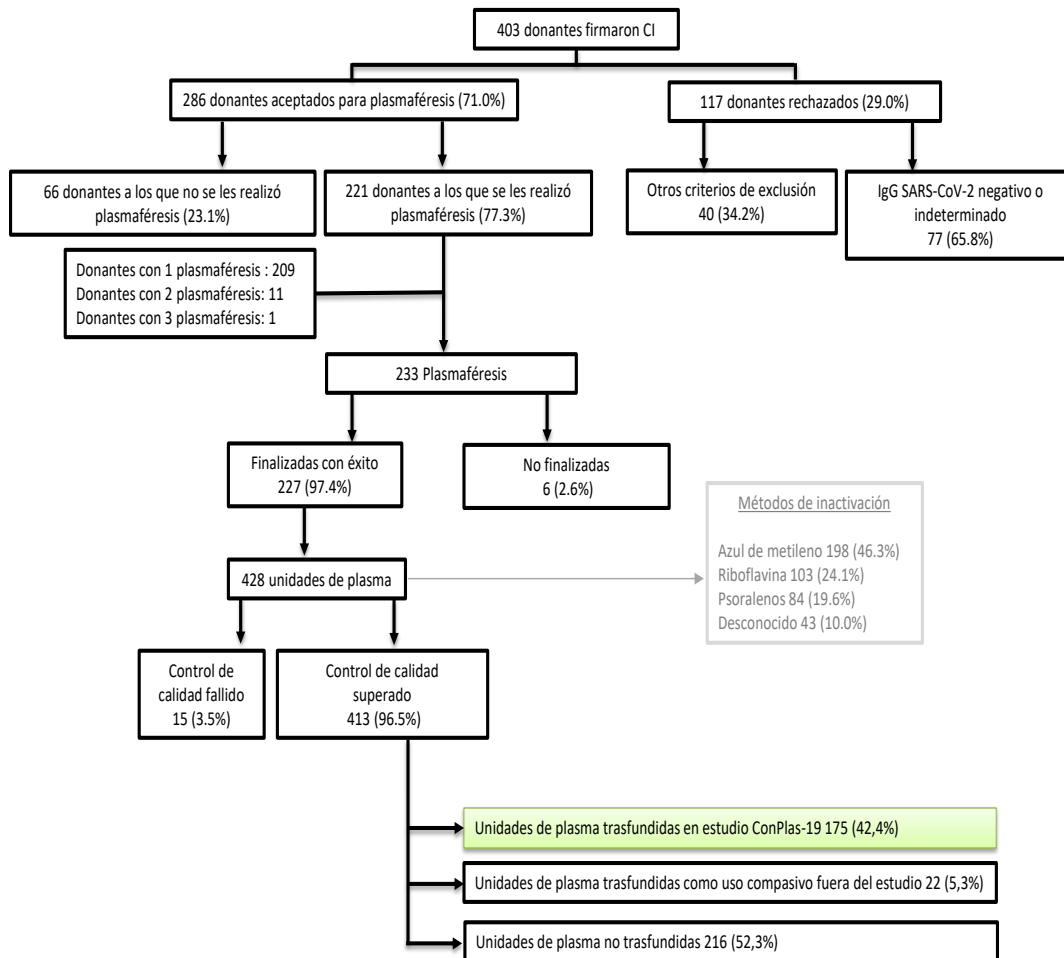 403 donantes firmaron CI
286 donantes aceptados para plasmaféresis (71.0%)
117 donantes rechazados (29.0%)
66 donantes a los que no se les realizó
plasmaféresis (23.1%)
221 donantes a los que se les realizó
plasmaféresis (77.3%)
Otros criterios de exclusión
40 (34.2%)
IgG SARS-CoV-2 negativo o
indeterminado
77 (65.8%)
Donantes con 1 plasmaféresis : 209
Donantes con 2 plasmaféresis: 11
Donantes con 3 plasmaféresis: 1
233 Plasmaféresis
Finalizadas con éxito
227 (97.4%)
No finalizadas
6 (2.6%)
Métodos de inactivación
Azul de metileno 198 (46.3%)
Riboflavina 103 (24.1%)
Psoralenos 84 (19.6%)
Desconocido 43 (10.0%)
428 unidades de plasma
Control de
calidad fallido
15 (3.5%)
Control de calidad
superado
413 (96.5%)
Unidades de plasma trasfundidas en estudio ConPlas-19 175 (42,4%)
Unidades de plasma trasfundidas como uso compasivo fuera del estudio 22 (5,3%)
Unidades de plasma no trasfundidas 216 (52,3%)